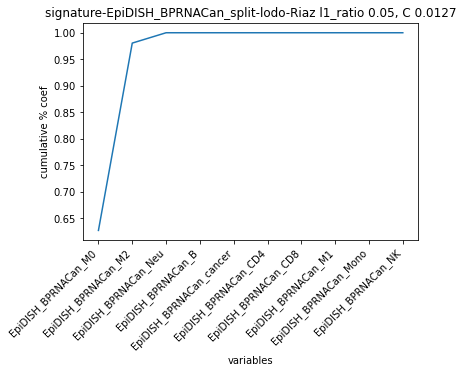 signature-EpiDISH_BPRNACan_split-lodo-Riaz l1_ratio 0.05, C 0.0127
1.00
0.95
0.90
0.85
0.80
0.75
0.70
0.65
cumulative % coef
EpiDISH_BPRNACan_M0
EpiDISH_BPRNACan_M2
EpiDISH_BPRNACan_Neu
EpiDISH_BPRNACan_B
EpiDISH_BPRNACan_cancer
EpiDISH_BPRNACan_CD4
EpiDISH_BPRNACan_CD8
EpiDISH_BPRNACan_M1
EpiDISH_BPRNACan_Mono
EpiDISH_BPRNACan_NK
variables